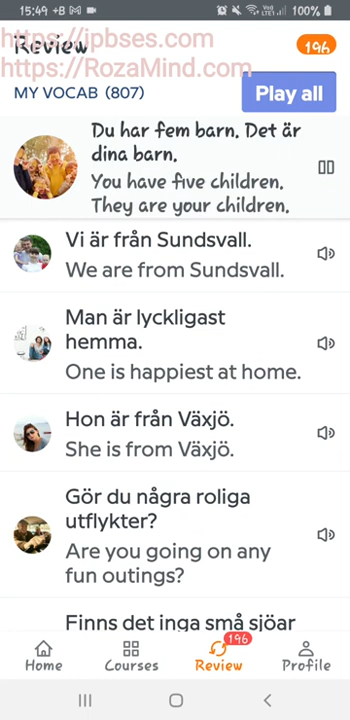 15:49 +B M
VoI LTE1 100%
Review
196
https://jpbses.com
https://RozaMind.com
MY VOCAB (807)
Play all
Du har fem barn. Det är
dina barn.
You have five children.
They are your children.
Vi är från Sundsvall.
We are from Sundsvall.
Man är lyckligast
hemma.
One is happiest at home.
Hon är från Växjö.
She is from Växjö.
Gör du några roliga
utflykter?
Are you going on any
fun outings?
Finns det inga små sjöar
196
Home Courses Review Profile